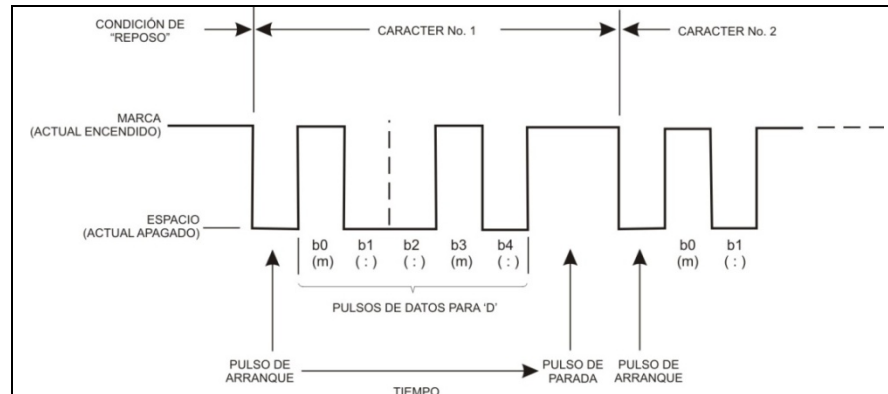 CONDICIÓN DE
“REPOSO”
CARACTER No. 1
CARACTER No. 2
MARCA
(ACTUAL ENCENDIDO)
ESPACIO
(ACTUAL APAGADO)
b0 b1 b2 b3 b4 b0 b1
(m) ( : ) ( : ) (m) ( : ) (m) ( : )
PULSOS DE DATOS PARA ‘D’
PULSO DE
ARRANQUE
PULSO DE
PARADA
PULSO DE
ARRANQUE
TIEMPO